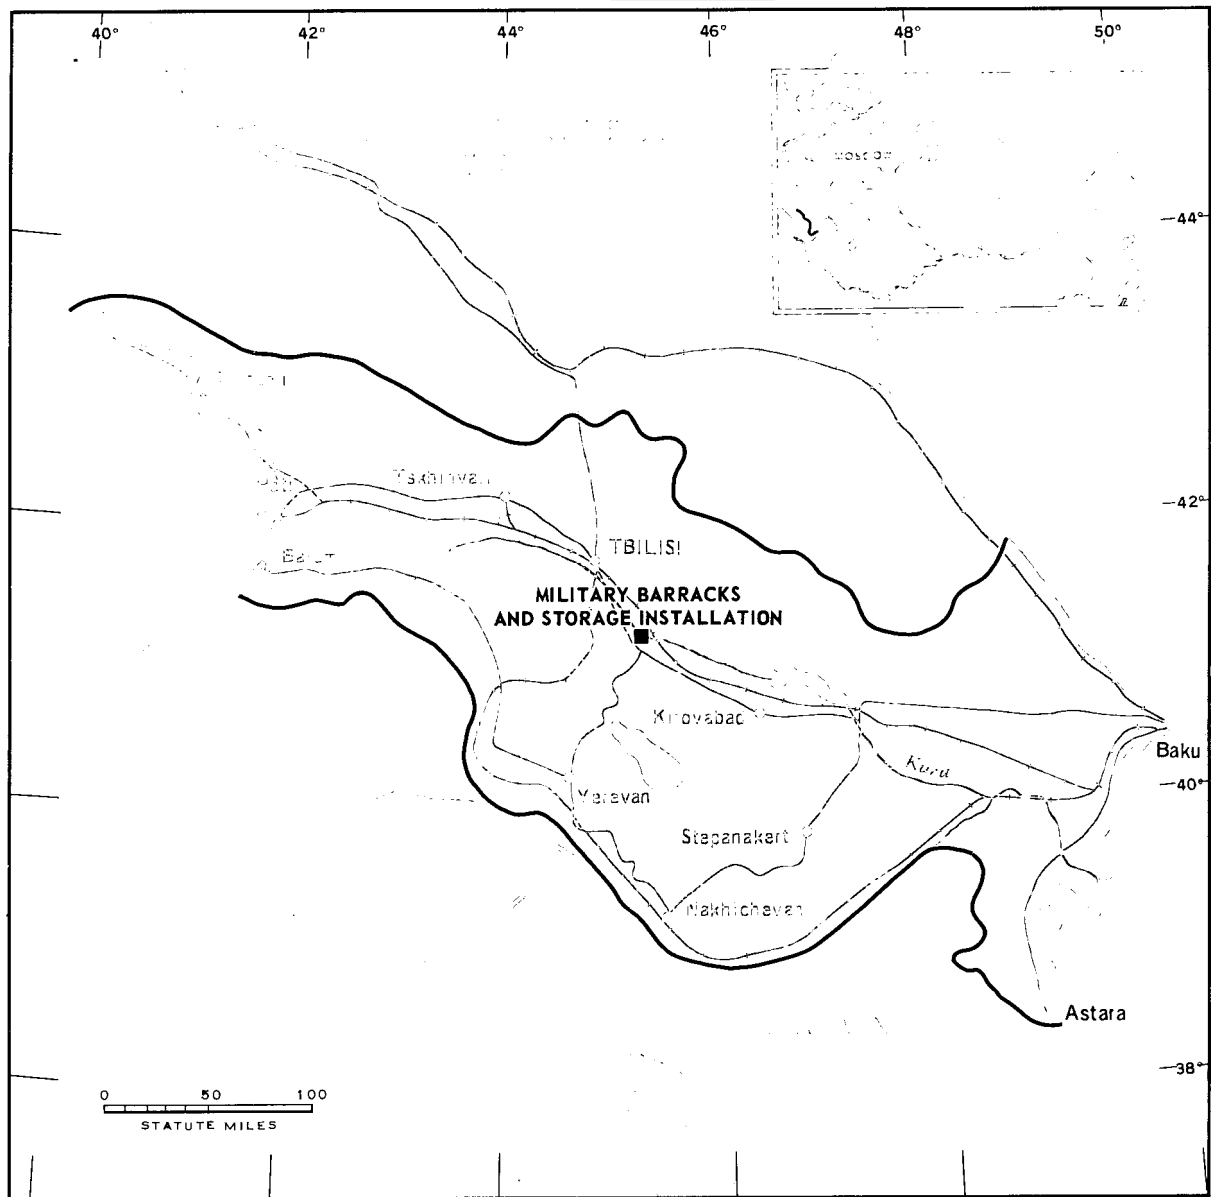 40° 42° 44° 46° 48° 50°
MOSCOW
44°
Tskhinvali
42°
TBILISI
MILITARY BARRACKS
AND STORAGE INSTALLATION
Kirovabad
Baku
Kura
40°
Yerevan
Stepanakert
Nakhichevan
Astara
38°
0 50 100
STATUTE MILES